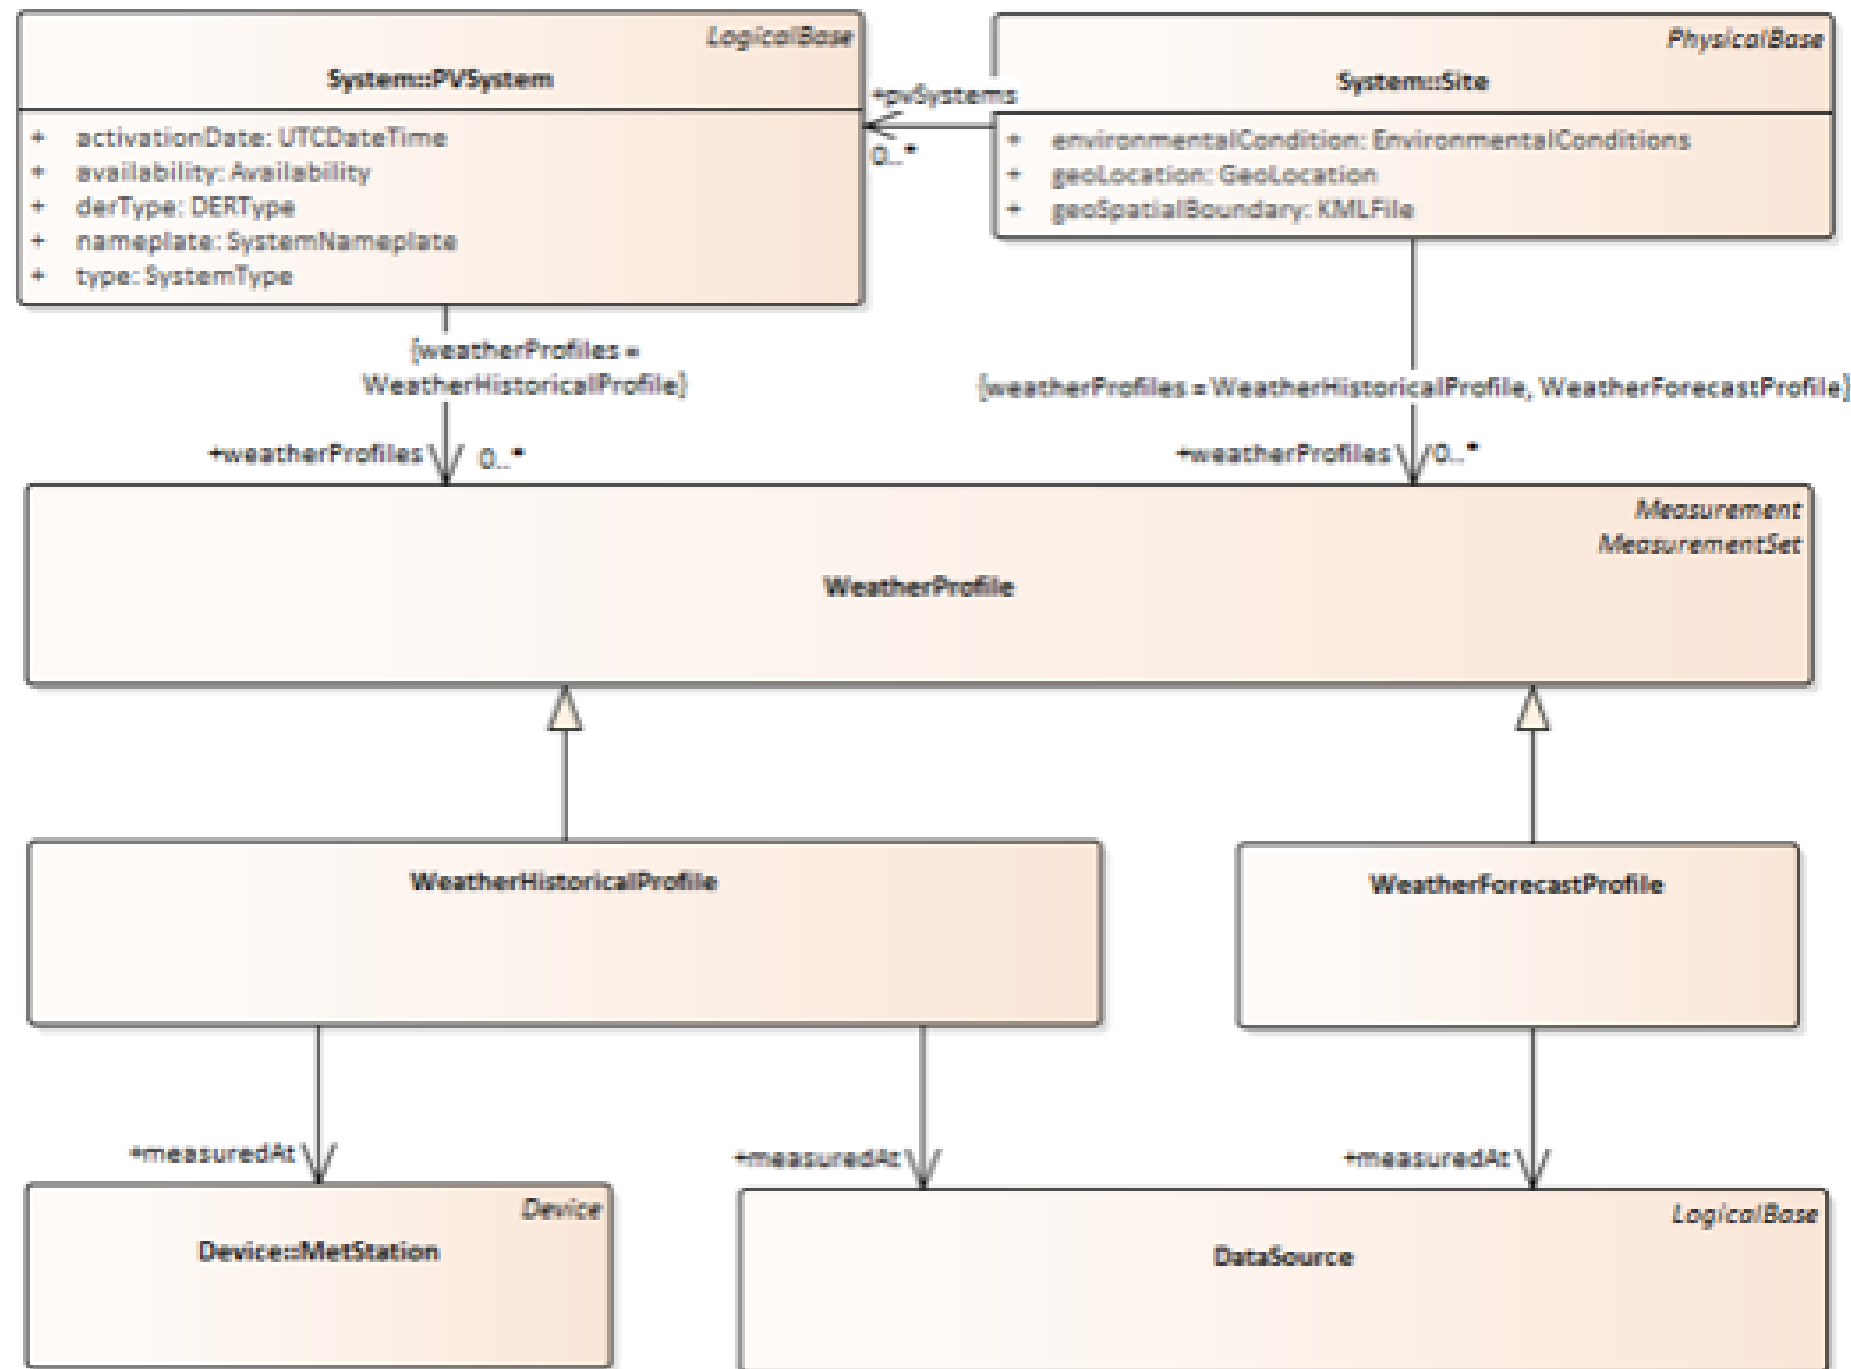 LogicalBase
System::PVSystem
+ activationDate: UTCDateTime
+ availability: Availability
+ derType: DERType
+ nameplate: SystemNameplate
+ type: SystemType
+pvSystems
0..*
PhysicalBase
System::Site
+ environmentalCondition: EnvironmentalConditions
+ geoLocation: GeoLocation
+ geoSpatialBoundary: KMLFile
{weatherProfiles =
WeatherHistoricalProfile}
+weatherProfiles 0..*
{weatherProfiles = WeatherHistoricalProfile, WeatherForecastProfile}
+weatherProfiles 0..*
Measurement
MeasurementSet
WeatherProfile
WeatherHistoricalProfile
WeatherForecastProfile
+measuredAt
+measuredAt
+measuredAt
Device
Device::MetStation
LogicalBase
DataSource